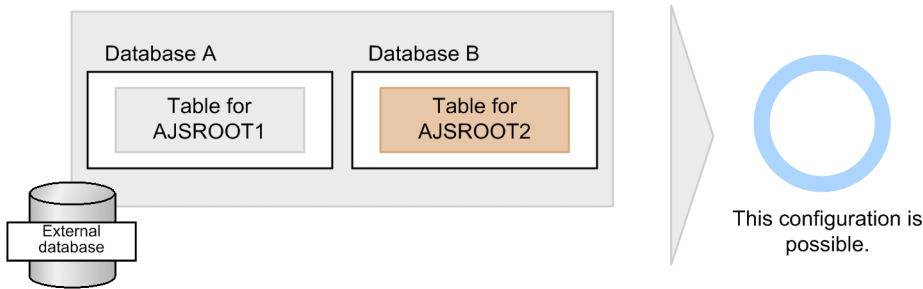 Database A
Database B
Table for
AJSROOT1
Table for
AJSROOT2
External
database
This configuration is
possible.